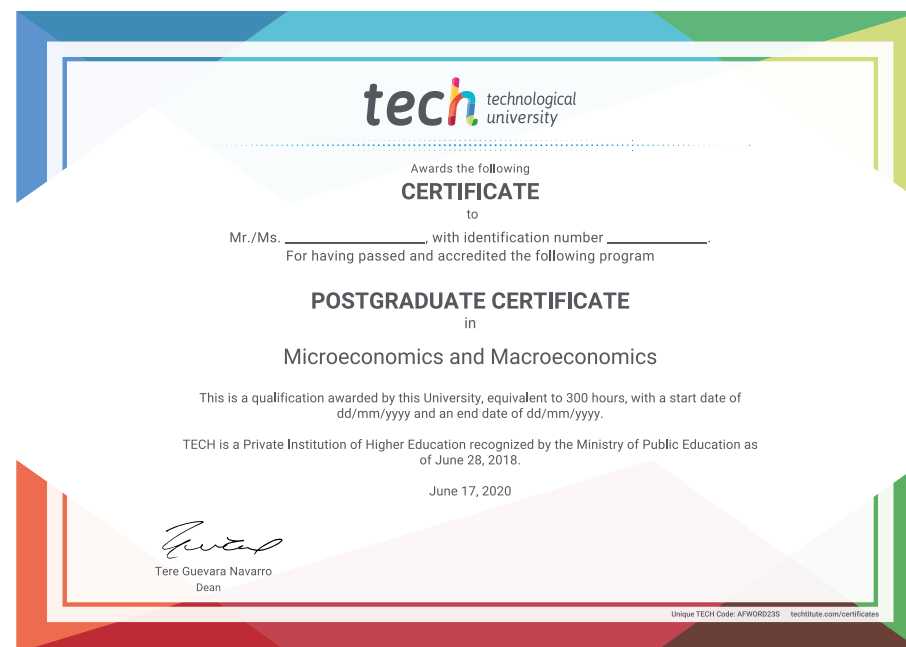 tech technological
university
Awards the following
CERTIFICATE
to
Mr./Ms. ____________________, with identification number ______________.
For having passed and accredited the following program
POSTGRADUATE CERTIFICATE
in
Microeconomics and Macroeconomics
This is a qualification awarded by this University, equivalent to 300 hours, with a start date of
dd/mm/yyyy and an end date of dd/mm/yyyy.
TECH is a Private Institution of Higher Education recognized by the Ministry of Public Education as
of June 28, 2018.
June 17, 2020
Tere Guevara Navarro
Dean
Unique TECH Code: AFWORD23S techtitute.com/certificates